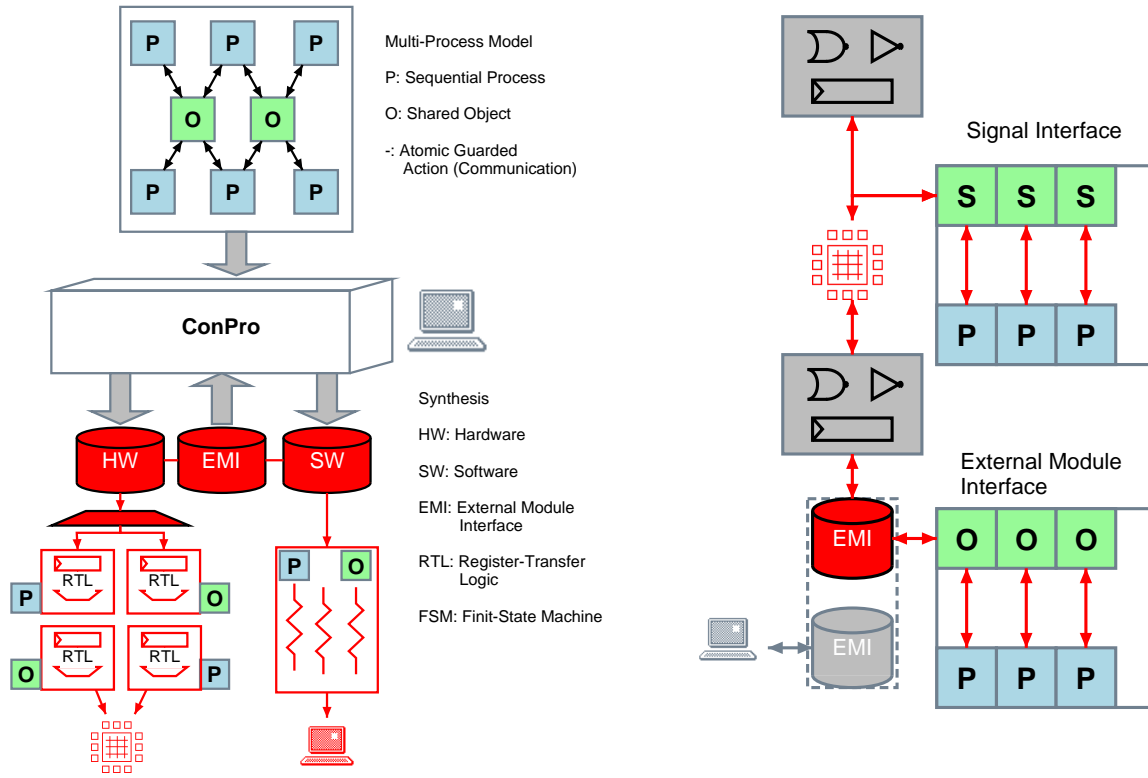 P P P
O O
P P P
Multi-Process Model
P: Sequential Process
O: Shared Object
-: Atomic Guarded
Action (Communication)
ConPro
HW EMI SW
Synthesis
HW: Hardware
SW: Software
EMI: External Module
Interface
RTL: Register-Transfer
Logic
FSM: Finit-State Machine
RTL RTL
P O
RTL RTL
O P
P O
Signal Interface
S S S
P P P
External Module
Interface
EMI
O O O
EMI
P P P